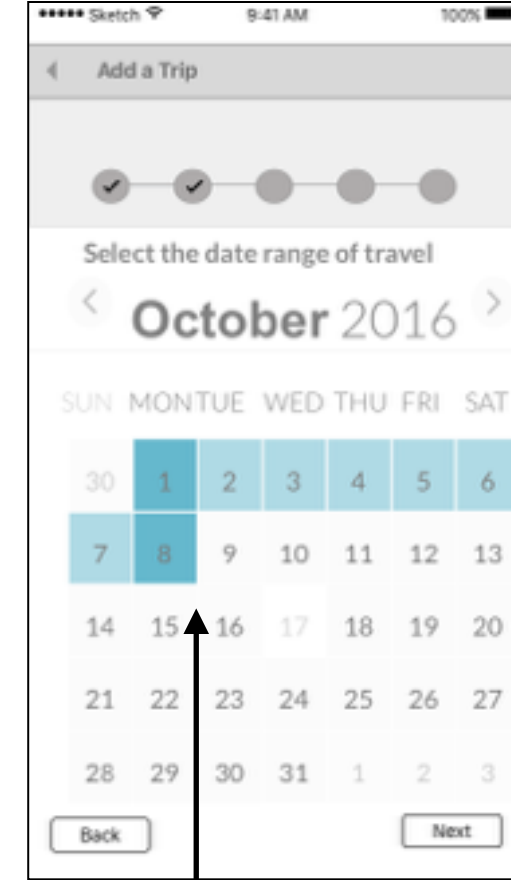 Sketch 9:41 AM 100%
Add a Trip
Select the date range of travel
October 2016
SUN MON TUE WED THU FRI SAT
30 1 2 3 4 5 6
7 8 9 10 11 12 13
14 15 16 17 18 19 20
21 22 23 24 25 26 27
28 29 30 31 1 2 3
Back Next